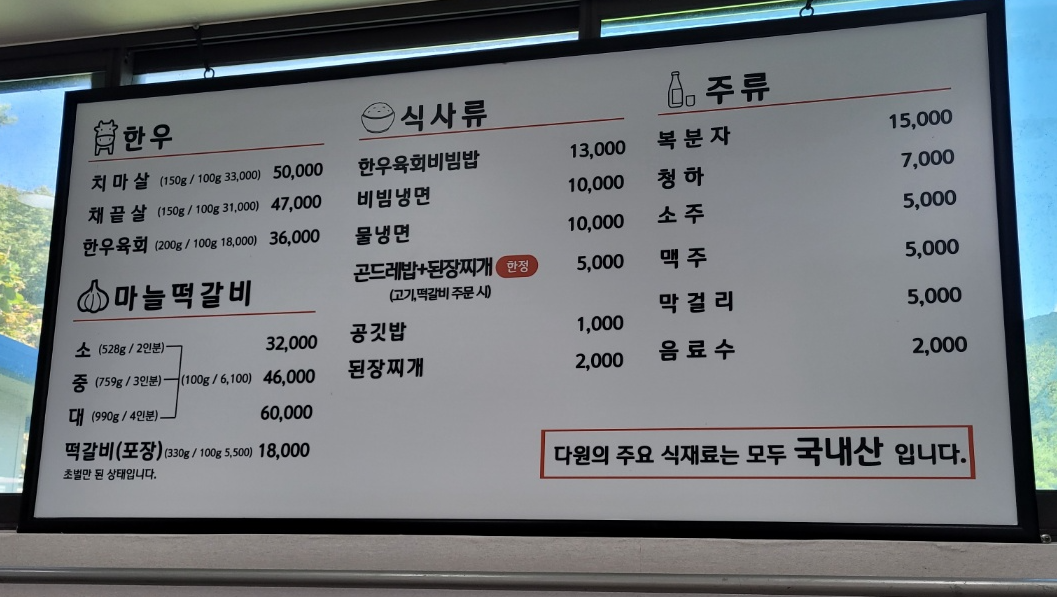 한우
치마살 (150g / 100g 33,000) 50,000
채끝살 (150g / 100g 31,000) 47,000
한우육회 (200g / 100g 18,000) 36,000
마늘떡갈비
소 (528g / 2인분) 32,000
중 (759g / 3인분) (100g / 6,100) 46,000
대 (990g / 4인분) 60,000
떡갈비(포장) (330g / 100g 5,500) 18,000
초벌만 된 상태입니다.
식사류
한우육회비빔밥 13,000
비빔냉면 10,000
물냉면 10,000
곤드레밥+된장찌개 한정 5,000
(고기,떡갈비 주문 시)
공깃밥 1,000
된장찌개 2,000
주류
복분자 15,000
청하 7,000
소주 5,000
맥주 5,000
막걸리 5,000
음료수 2,000
다원의 주요 식재료는 모두 국내산 입니다.